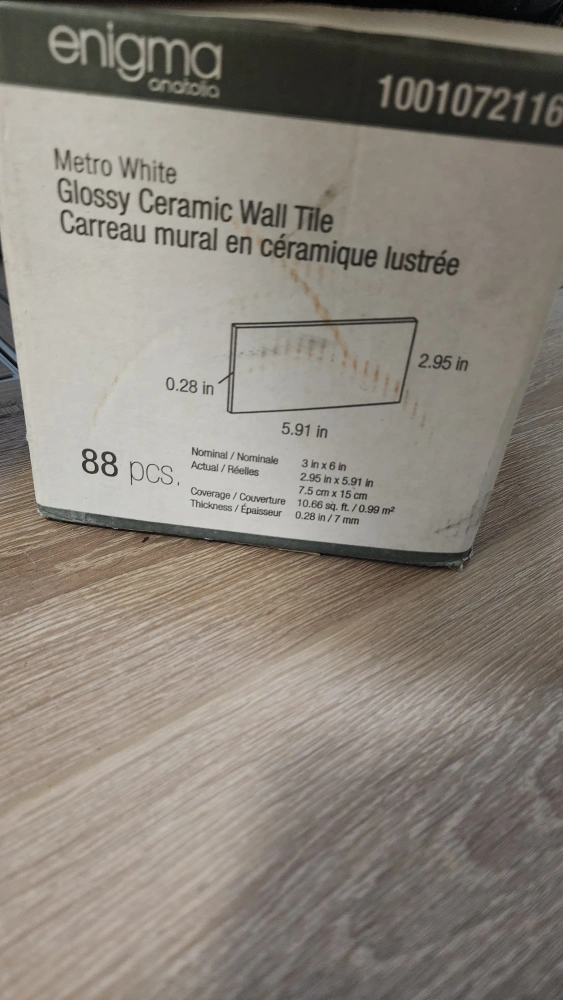 enigma
anatolia
1001072116
Metro White
Glossy Ceramic Wall Tile
Carreau mural en céramique lustrée
0.28 in
2.95 in
5.91 in
88 pcs.
Nominal / Nominale 3 in x 6 in
Actual / Réelles 2.95 in x 5.91 in
7.5 cm x 15 cm
Coverage / Couverture 10.66 sq. ft. / 0.99 m²
Thickness / Épaisseur 0.28 in / 7 mm